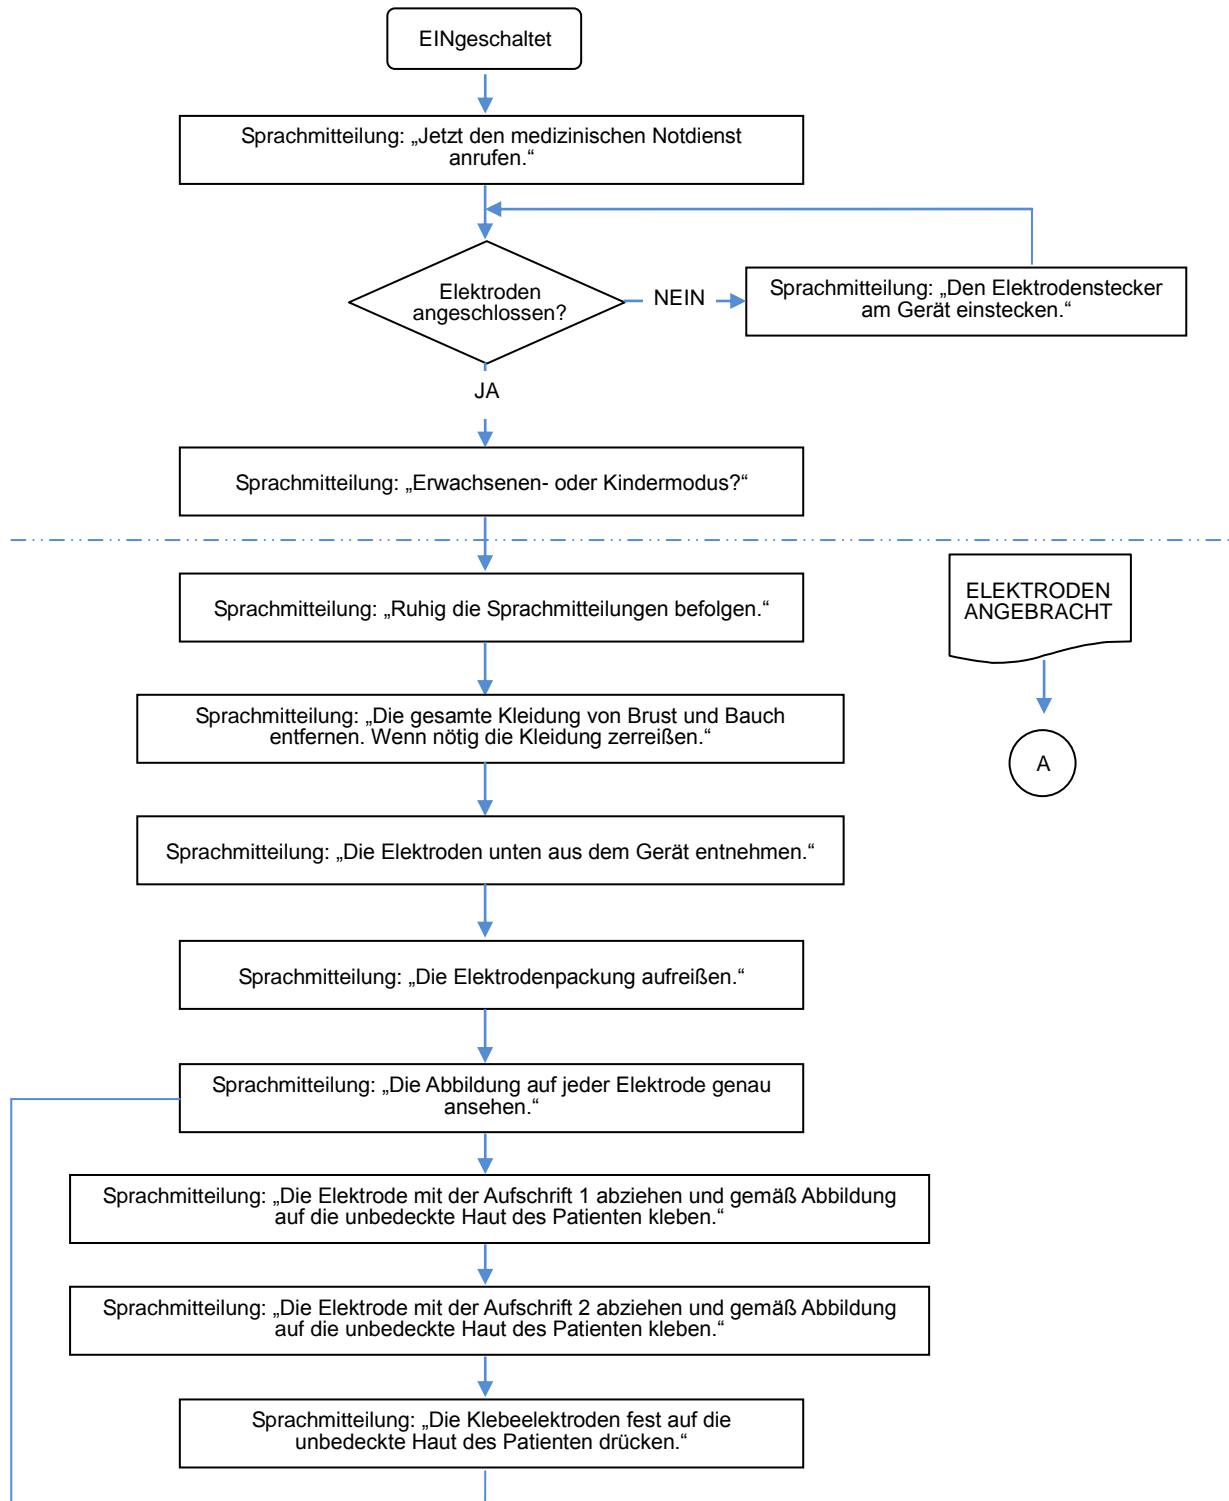 EINgeschaltet
Sprachmitteilung: „Jetzt den medizinischen Notdienst
anrufen.“
Elektroden
angeschlossen?
NEIN
Sprachmitteilung: „Den Elektrodenstecker
am Gerät einstecken.“
JA
Sprachmitteilung: „Erwachsenen- oder Kindermodus?“
Sprachmitteilung: „Ruhig die Sprachmitteilungen befolgen.“
ELEKTRODEN
ANGEBRACHT
Sprachmitteilung: „Die gesamte Kleidung von Brust und Bauch
entfernen. Wenn nötig die Kleidung zerreißen.“
A
Sprachmitteilung: „Die Elektroden unten aus dem Gerät entnehmen.“
Sprachmitteilung: „Die Elektrodenpackung aufreißen.“
Sprachmitteilung: „Die Abbildung auf jeder Elektrode genau
ansehen.“
Sprachmitteilung: „Die Elektrode mit der Aufschrift 1 abziehen und gemäß Abbildung
auf die unbedeckte Haut des Patienten kleben.“
Sprachmitteilung: „Die Elektrode mit der Aufschrift 2 abziehen und gemäß Abbildung
auf die unbedeckte Haut des Patienten kleben.“
Sprachmitteilung: „Die Klebeelektroden fest auf die
unbedeckte Haut des Patienten drücken.“